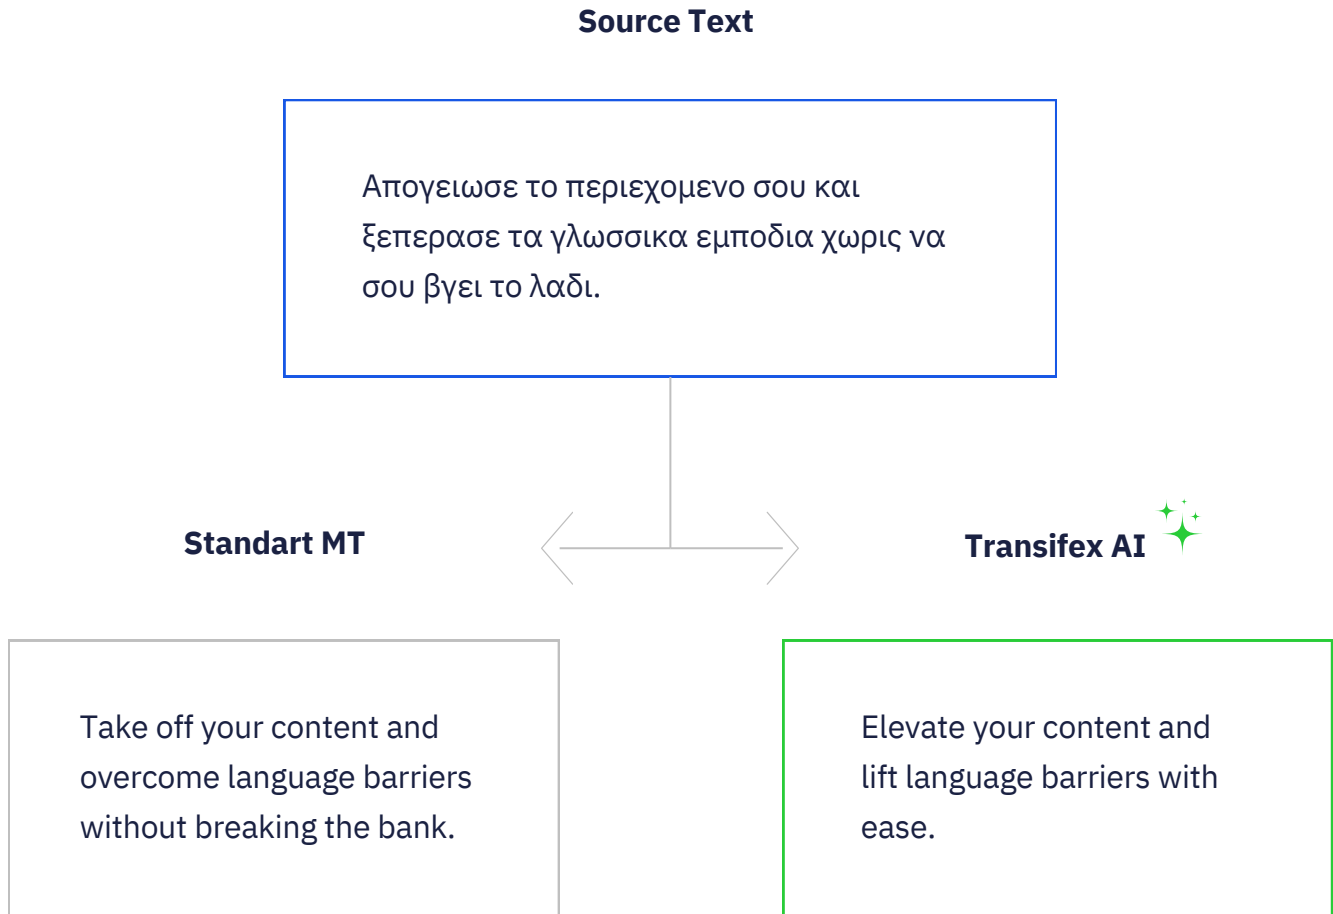 Source Text
Απογειωσε το περιεχομενο σου και
ξεπερασε τα γλωσσικα εμποδια χωρις να
σου βγει το λαδι.
Standart MT
Transifex AI
Take off your content and
overcome language barriers
without breaking the bank.
Elevate your content and
lift language barriers with
ease.